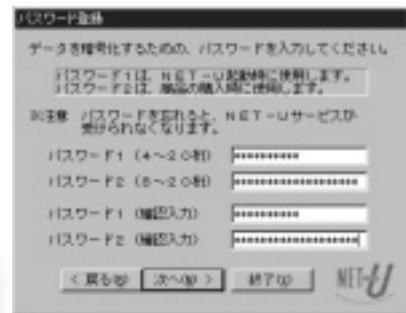 パスワード登録
データを暗号化するための、パスワードを入力してください。
パスワード1は、NET-U起動時に使用します。
パスワード2は、商品の購入時に使用します。
※注意 パスワードを忘れると、NET-Uサービスが
受けられなくなります。
パスワード1 (4～20桁) **********
パスワード2 (8～20桁) ********************
パスワード1 (確認入力) **********
パスワード2 (確認入力) ********************
< 戻る(B) 次へ(N) > 終了(X) NET-U